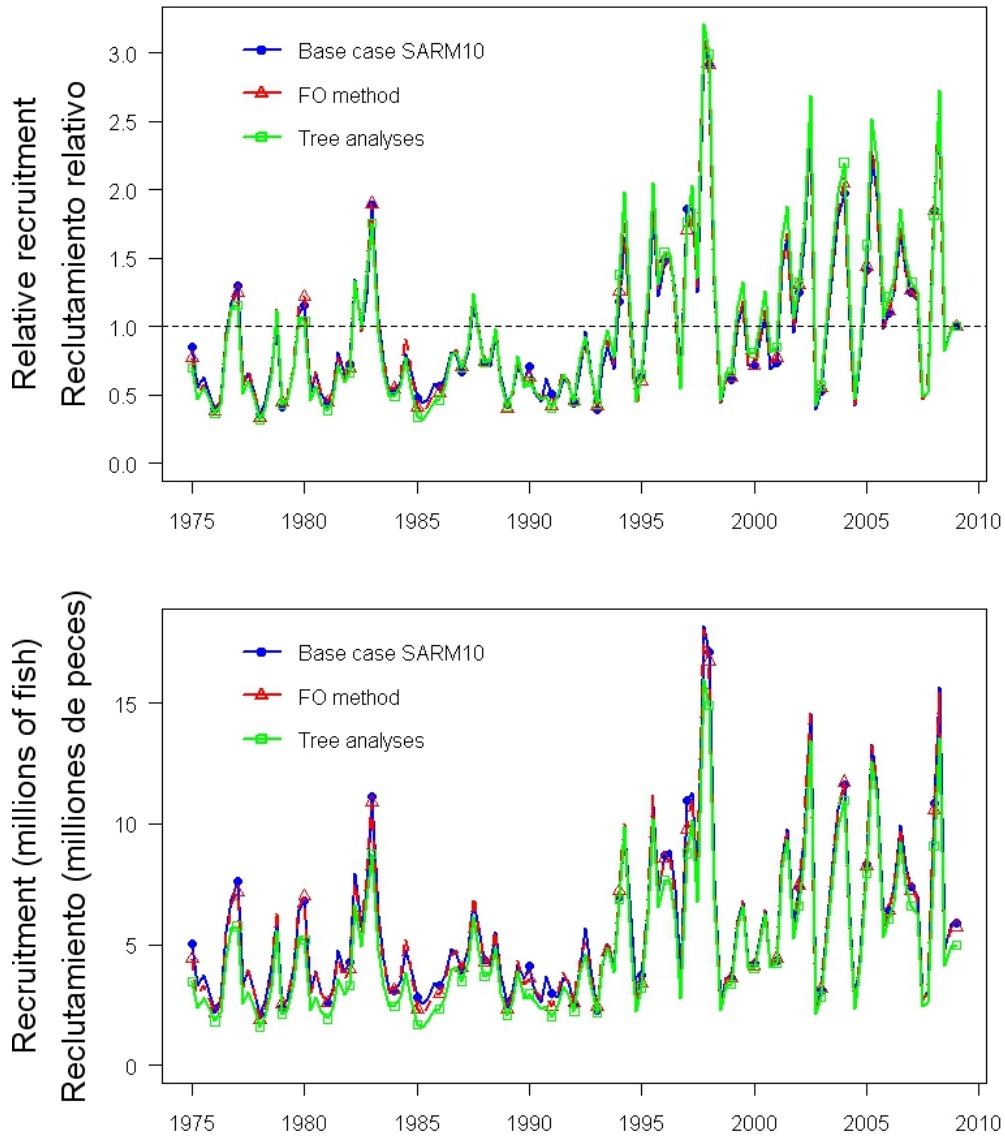 Relative recruitment
Reclutamiento relativo
3.0
2.5
2.0
1.5
1.0
0.5
0.0
Base case SARM10
FO method
Tree analyses
1975
1980
1985
1990
1995
2000
2005
2010
Recruitment (millions of fish)
Reclutamiento (milliones de peces)
15
10
5
0
Base case SARM10
FO method
Tree analyses
1975
1980
1985
1990
1995
2000
2005
2010